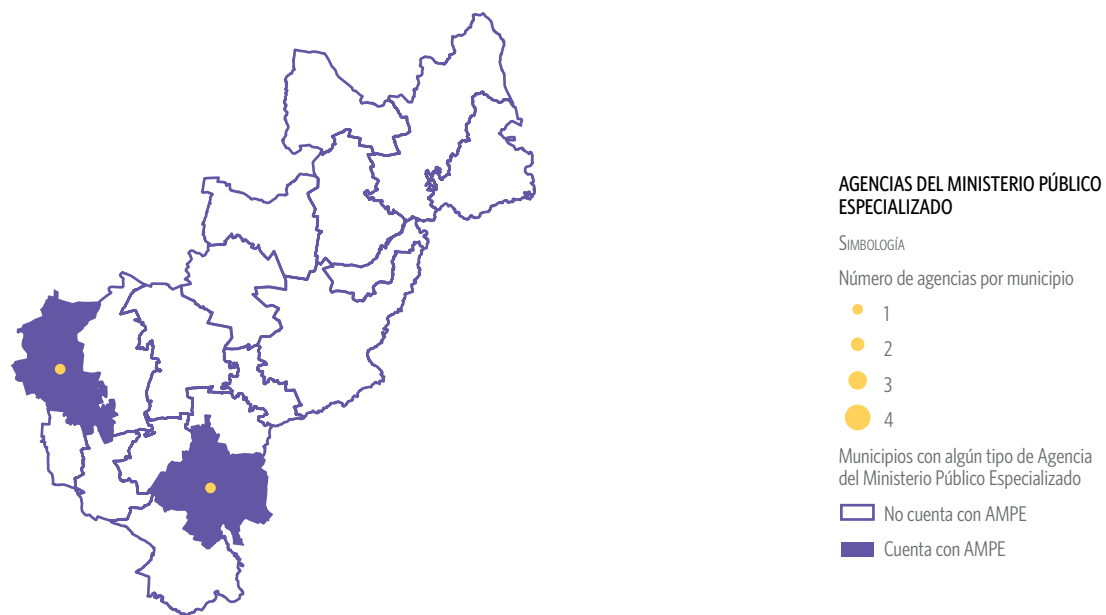 AGENCIAS DEL MINISTERIO PÚBLICO
ESPECIALIZADO
Simbología
Número de agencias por municipio
1
2
3
4
Municipios con algún tipo de Agencia
del Ministerio Público Especializado
No cuenta con AMPE
Cuenta con AMPE